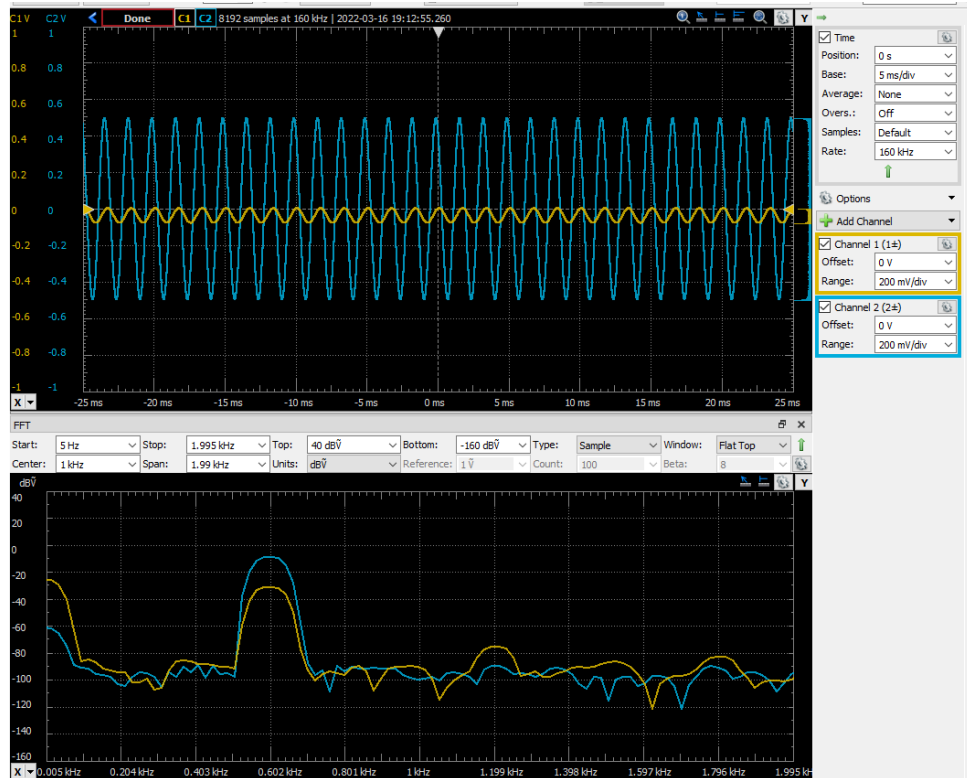 C1 V C2 V Done C1 C2 8192 samples at 160 kHz | 2022-03-16 19:12:55.260 Y
1 1
0.8 0.8
0.6 0.6
0.4 0.4
0.2 0.2
0 0
-0.2 -0.2
-0.4 -0.4
-0.6 -0.6
-0.8 -0.8
-1 -1
X -25 ms -20 ms -15 ms -10 ms -5 ms 0 ms 5 ms 10 ms 15 ms 20 ms 25 ms
Time
Position: 0 s
Base: 5 ms/div
Average: None
Overs.: Off
Samples: Default
Rate: 160 kHz
Options
Add Channel
Channel 1 (1±)
Offset: 0 V
Range: 200 mV/div
Channel 2 (2±)
Offset: 0 V
Range: 200 mV/div
FFT
Start: 5 Hz Stop: 1.995 kHz Top: 40 dBṼ Bottom: -160 dBṼ Type: Sample Window: Flat Top
Center: 1 kHz Span: 1.99 kHz Units: dBṼ Reference: 1 Ṽ Count: 100 Beta: 8
dBṼ Y
40
20
0
-20
-40
-60
-80
-100
-120
-140
-160
X 0.005 kHz 0.204 kHz 0.403 kHz 0.602 kHz 0.801 kHz 1 kHz 1.199 kHz 1.398 kHz 1.597 kHz 1.796 kHz 1.995 kH